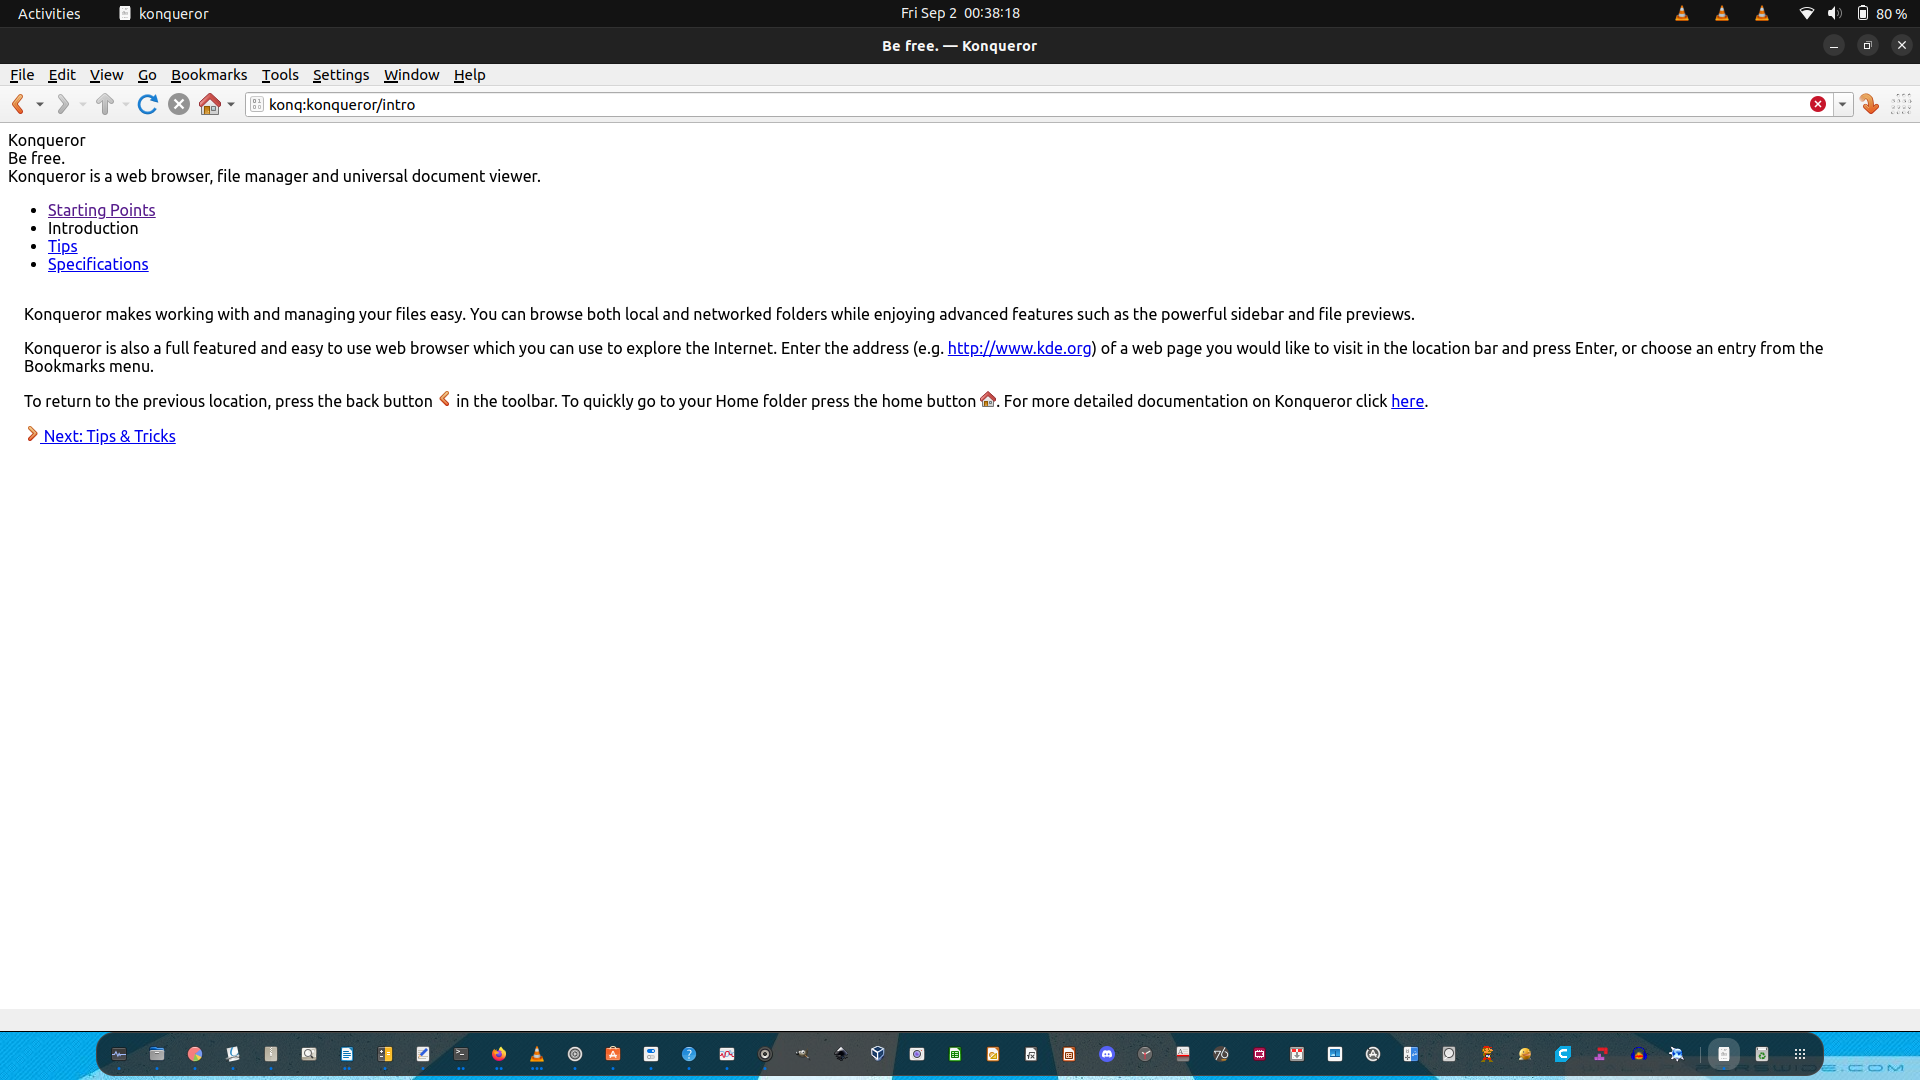 Activities konqueror Fri Sep 2 00:38:18 80 %
Be free. — Konqueror
File Edit View Go Bookmarks Tools Settings Window Help
konq:konqueror/intro
Konqueror
Be free.
Konqueror is a web browser, file manager and universal document viewer.
• Starting Points
• Introduction
• Tips
• Specifications
Konqueror makes working with and managing your files easy. You can browse both local and networked folders while enjoying advanced features such as the powerful sidebar and file previews.
Konqueror is also a full featured and easy to use web browser which you can use to explore the Internet. Enter the address (e.g. http://www.kde.org) of a web page you would like to visit in the location bar and press Enter, or choose an entry from the
Bookmarks menu.
To return to the previous location, press the back button in the toolbar. To quickly go to your Home folder press the home button . For more detailed documentation on Konqueror click here.
Next: Tips & Tricks